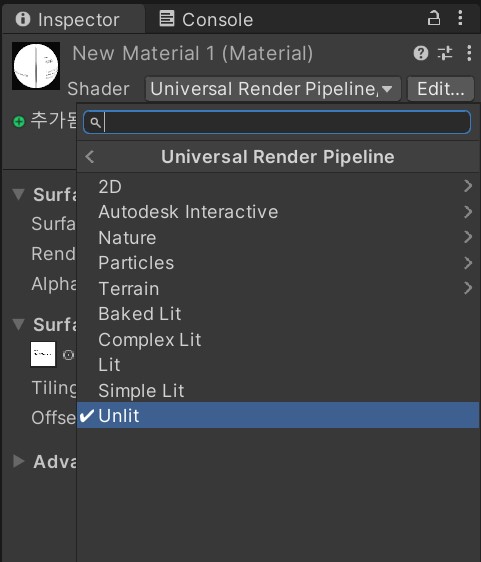 Inspector
Console
New Material 1 (Material)
Shader
Universal Render Pipeline,
Edit...
추가됨
Universal Render Pipeline
2D
Surfa
Autodesk Interactive
Surfa
Nature
Rend
Particles
Alpha
Terrain
Baked Lit
Surfa
Complex Lit
Lit
Tiling
Simple Lit
Offse
Unlit
Adva